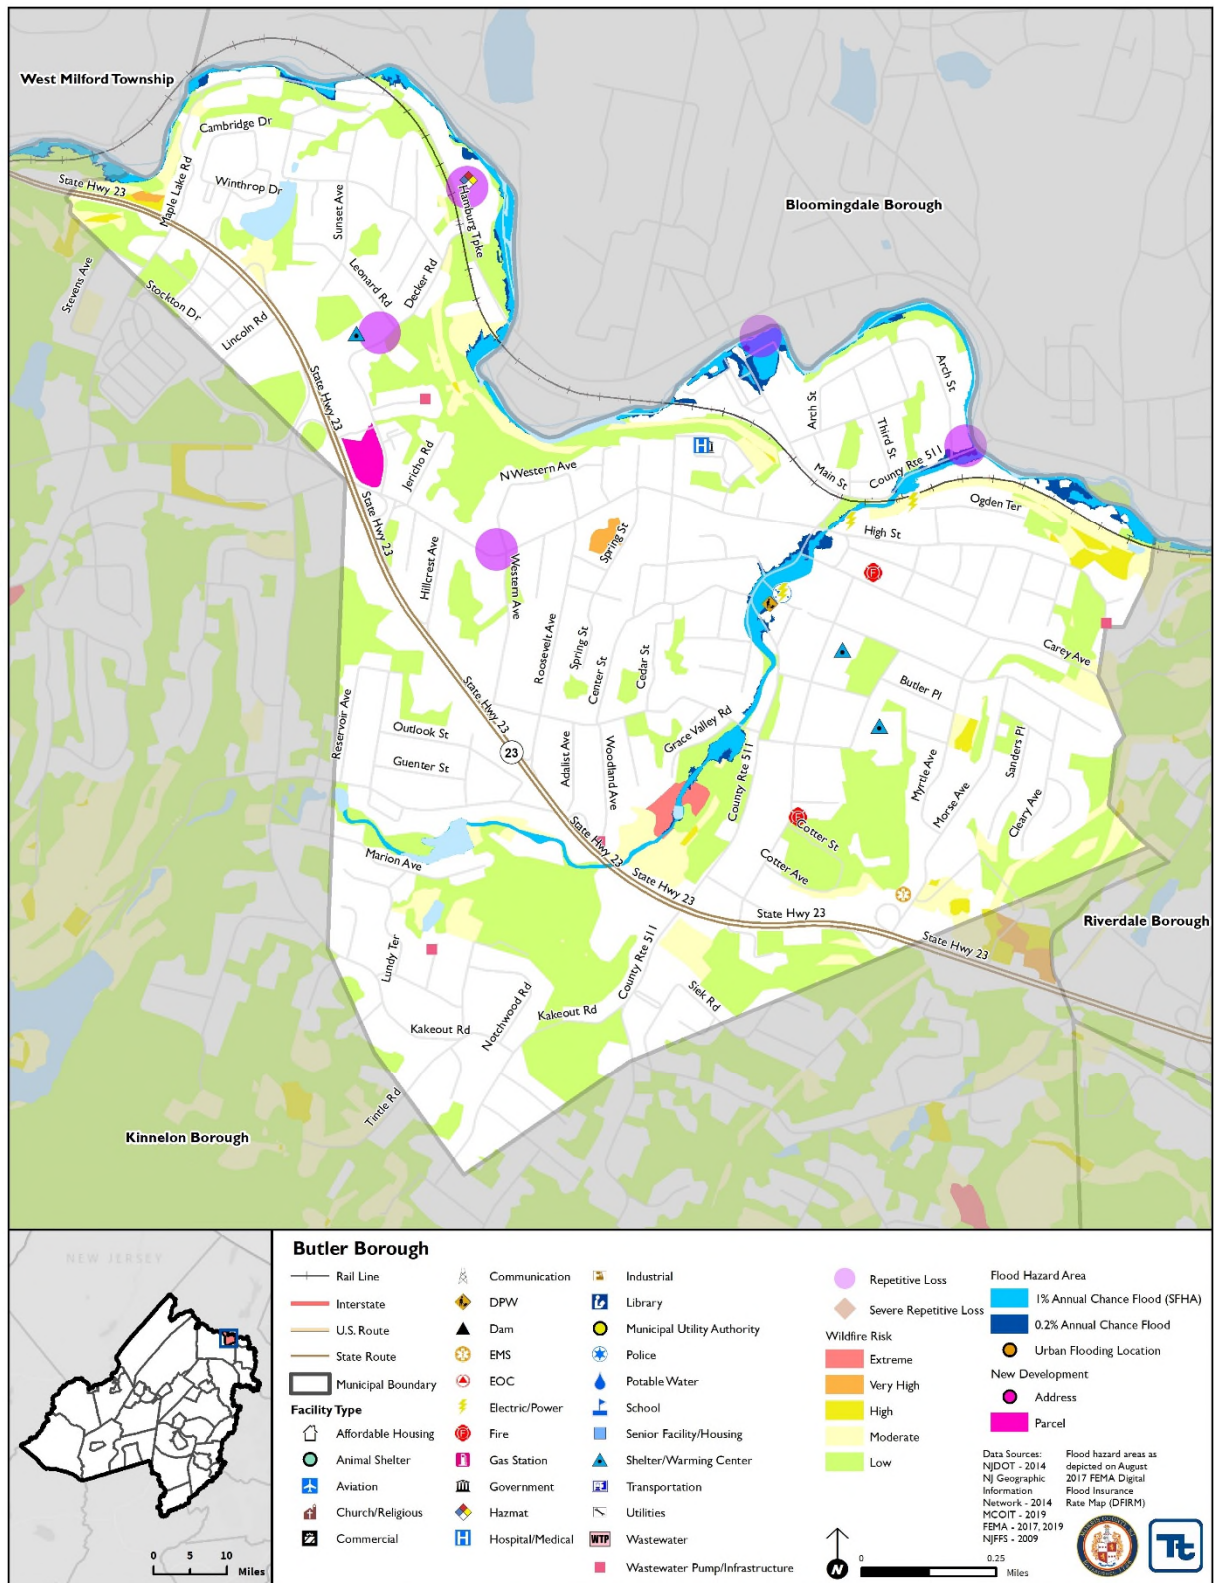 West Milford Township
Cambridge Dr
State Hwy 23
Maple Lake Rd
Winthrop Dr
Sunset Ave
Hamburg Tpke
Bloomingdale Borough
Stevens Ave
Stockton Dr
Lincoln Rd
Leonard Rd
Decker Rd
State Hwy 23
Jericho Rd
N Western Ave
H
Arch St
Arch St
Third St
Main St
County Rte 511
Ogden Ter
State Hwy 23
High St
Spring St
F
Hillcrest Ave
Western Ave
Roosevelt Ave
Spring St
Center St
Cedar St
Carey Ave
Butler Pl
Reservoir Ave
State Hwy 23
Outlook St
Guenter St
23
Adalist Ave
Woodland Ave
Grace Valley Rd
County Rte 511
Myrtle Ave
Morse Ave
Sanders Pl
Cleary Ave
F
Cotter St
Cotter Ave
Marion Ave
State Hwy 23
State Hwy 23
State Hwy 23
State Hwy 23
Riverdale Borough
Lundy Ter
County Rte 511
Siek Rd
Kakeout Rd
Notchwood Rd
Kakeout Rd
Tintle Rd
Kinnelon Borough
NEW JERSEY
0 5 10
Miles
Butler Borough
Rail Line
Interstate
U.S. Route
State Route
Municipal Boundary
Facility Type
Affordable Housing
Animal Shelter
Aviation
Church/Religious
Commercial
Communication
DPW
Dam
EMS
EOC
Electric/Power
F Fire
Gas Station
Government
Hazmat
H Hospital/Medical
Industrial
Library
Municipal Utility Authority
Police
Potable Water
School
Senior Facility/Housing
Shelter/Warming Center
Transportation
Utilities
WTP Wastewater
Wastewater Pump/Infrastructure
Repetitive Loss
Severe Repetitive Loss
Wildfire Risk
Extreme
Very High
High
Moderate
Low
Flood Hazard Area
1% Annual Chance Flood (SFHA)
0.2% Annual Chance Flood
Urban Flooding Location
New Development
Address
Parcel
Data Sources:
NJDOT - 2014
NJ Geographic
Information
Network - 2014
MCOIT - 2019
FEMA - 2017, 2019
NJFFS - 2009
Flood hazard areas as
depicted on August
2017 FEMA Digital
Flood Insurance
Rate Map (DFIRM)
N
0 0.25
Miles
Tt